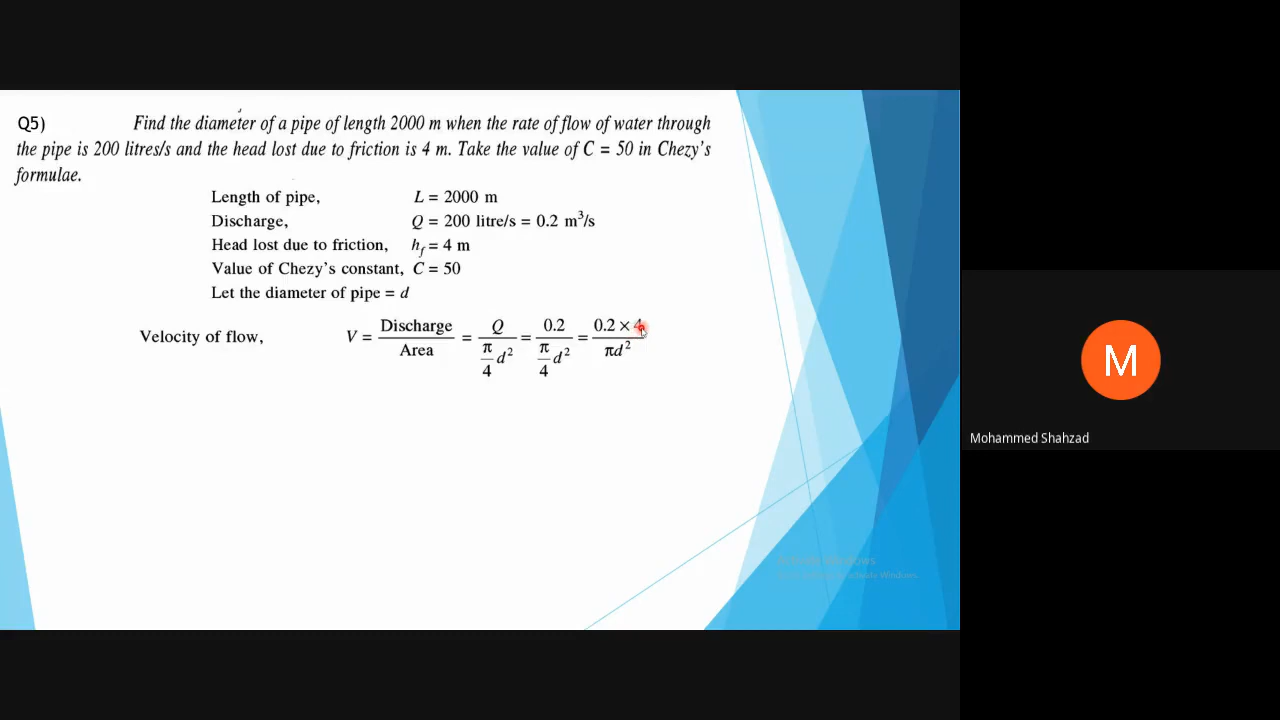 Q5) Find the diameter of a pipe of length 2000 m when the rate of flow of water through
the pipe is 200 litres/s and the head lost due to friction is 4 m. Take the value of C = 50 in Chezy's
formulae.
Length of pipe, L = 2000 m
Discharge, Q = 200 litre/s = 0.2 m³/s
Head lost due to friction, h_f = 4 m
Value of Chezy's constant, C = 50
Let the diameter of pipe = d
Velocity of flow, V = Discharge / Area = Q / (π/4 d²) = 0.2 / (π/4 d²) = 0.2 × 4 / πd²
M
Mohammed Shahzad